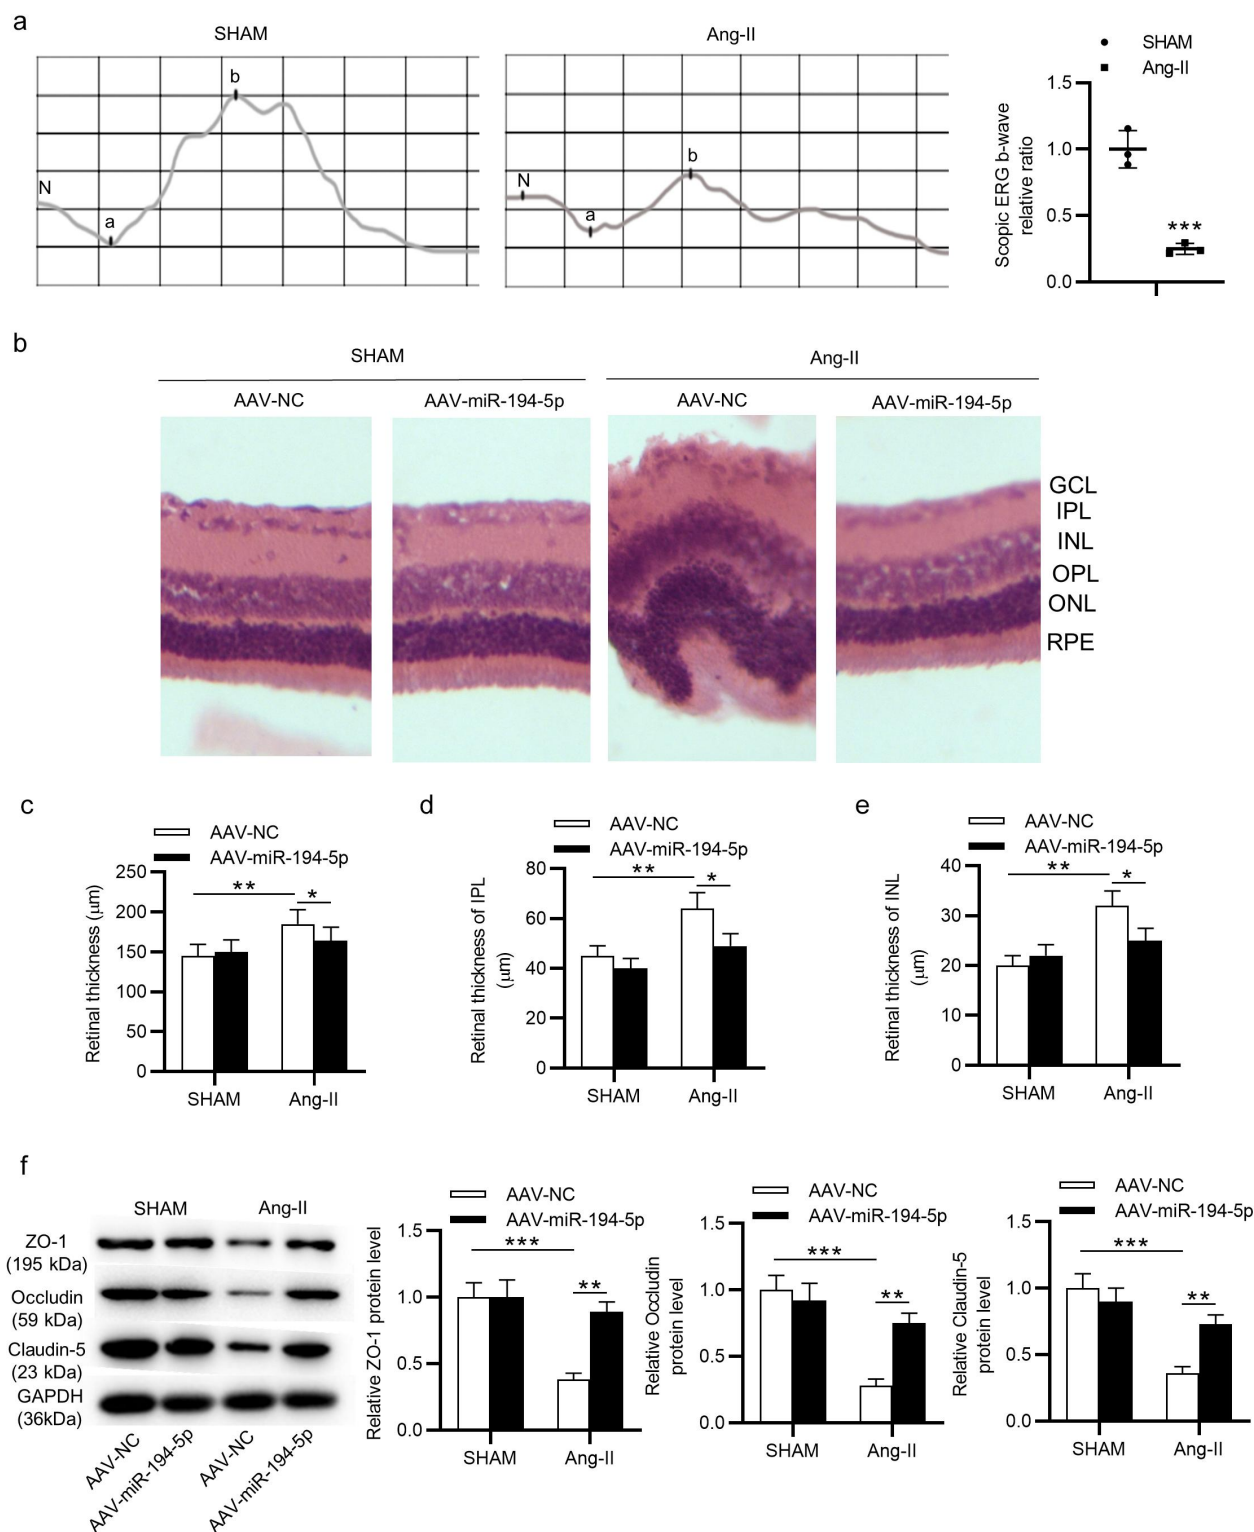 a
SHAM
Ang-II
SHAM
Ang-II
N
a
b
N
a
b
Scopic ERG b-wave
relative ratio
1.5
1.0
0.5
0.0
***
b
SHAM
Ang-II
AAV-NC
AAV-miR-194-5p
AAV-NC
AAV-miR-194-5p
GCL
IPL
INL
OPL
ONL
RPE
c
AAV-NC
AAV-miR-194-5p
Retinal thickness (μm)
250
200
150
100
50
0
**
*
SHAM
Ang-II
d
AAV-NC
AAV-miR-194-5p
Retinal thickness of IPL
(μm)
80
60
40
20
0
**
*
SHAM
Ang-II
e
AAV-NC
AAV-miR-194-5p
Retinal thickness of INL
(μm)
40
30
20
10
0
**
*
SHAM
Ang-II
f
SHAM
Ang-II
ZO-1
(195 kDa)
Occludin
(59 kDa)
Claudin-5
(23 kDa)
GAPDH
(36kDa)
AAV-NC
AAV-miR-194-5p
AAV-NC
AAV-miR-194-5p
AAV-NC
AAV-miR-194-5p
Relative ZO-1 protein level
1.5
1.0
0.5
0.0
***
**
SHAM
Ang-II
AAV-NC
AAV-miR-194-5p
Relative Occludin
protein level
1.5
1.0
0.5
0.0
***
**
SHAM
Ang-II
AAV-NC
AAV-miR-194-5p
Relative Claudin-5
protein level
1.5
1.0
0.5
0.0
***
**
SHAM
Ang-II